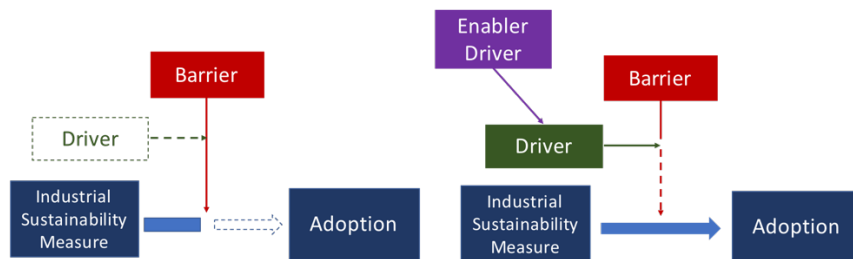 Barrier
Driver
Industrial
Sustainability
Measure
Adoption
Enabler
Driver
Barrier
Driver
Industrial
Sustainability
Measure
Adoption